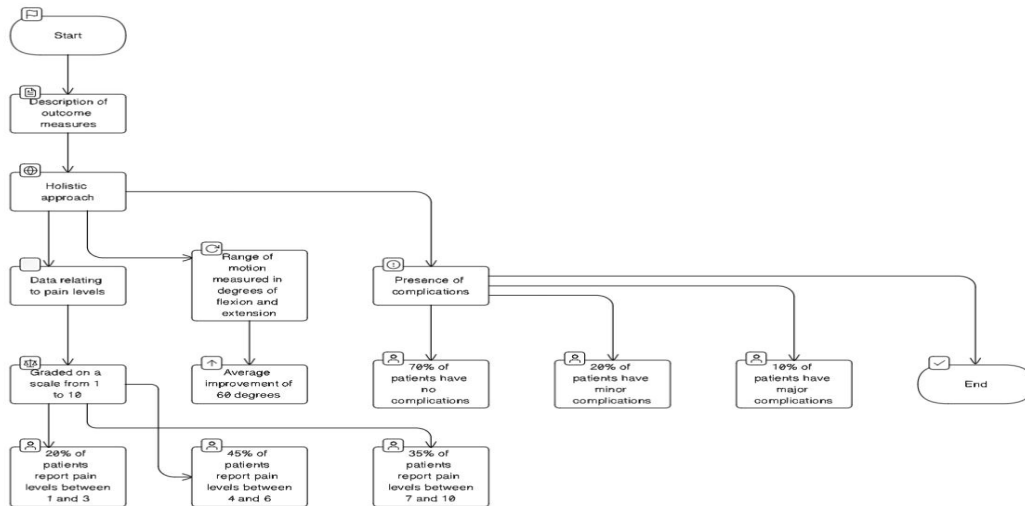 Start
Description of
outcome
measures
Holistic
approach
Data relating
to pain levels
Range of
motion
measured in
degrees of
flexion and
extension
Presence of
complications
Graded on a
scale from 1
to 10
Average
improvement of
60 degrees
70% of
patients have
no
complications
20% of
patients have
minor
complications
10% of
patients have
major
complications
End
20% of
patients
report pain
levels between
1 and 3
45% of
patients
report pain
levels between
4 and 6
35% of
patients
report pain
levels between
7 and 10